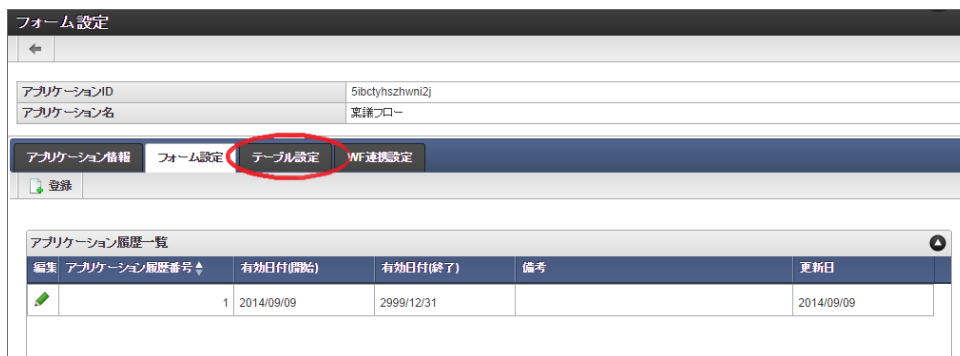 フォーム設定
アプリケーションID 5ibctyhszhwni2j
アプリケーション名 稟議フロー
アプリケーション情報 フォーム設定 テーブル設定 WF連携設定
登録
アプリケーション履歴一覧
編集 アプリケーション履歴番号 有効日付(開始) 有効日付(終了) 備考 更新日
1 2014/09/09 2999/12/31 2014/09/09